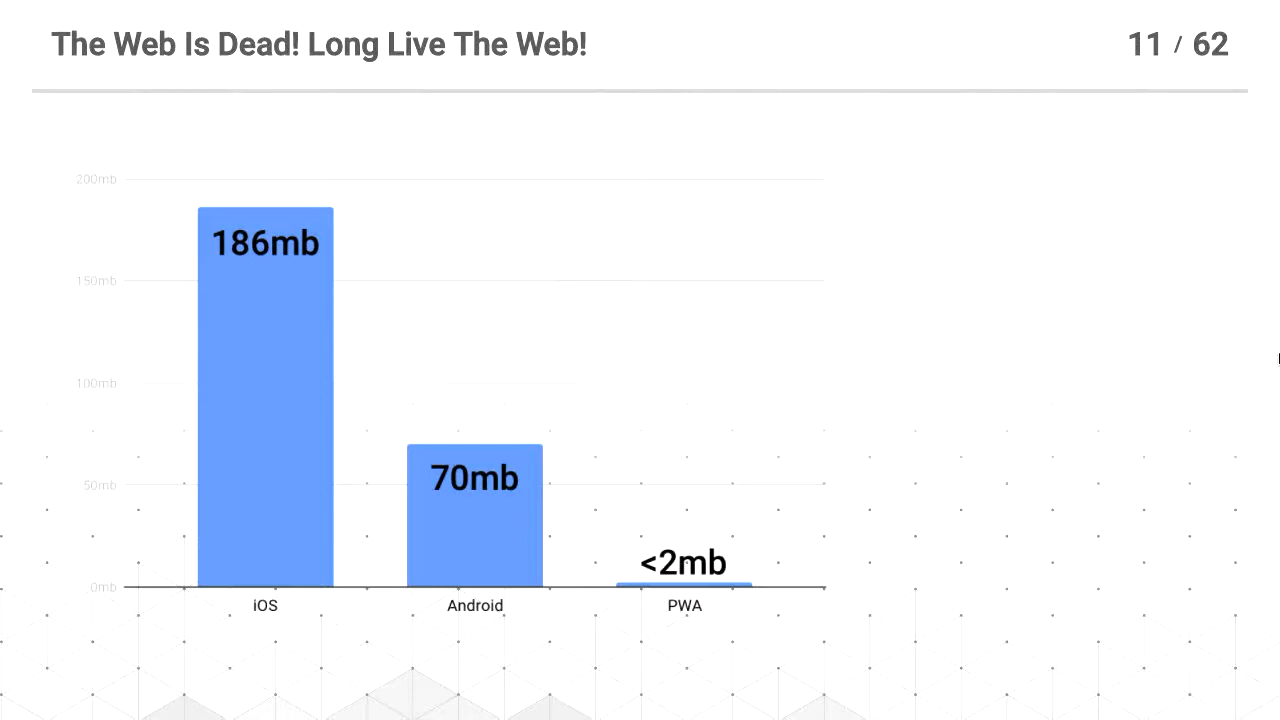 The Web Is Dead! Long Live The Web!
11 / 62
200mb
186mb
150mb
100mb
70mb
50mb
<2mb
0mb
iOS Android PWA